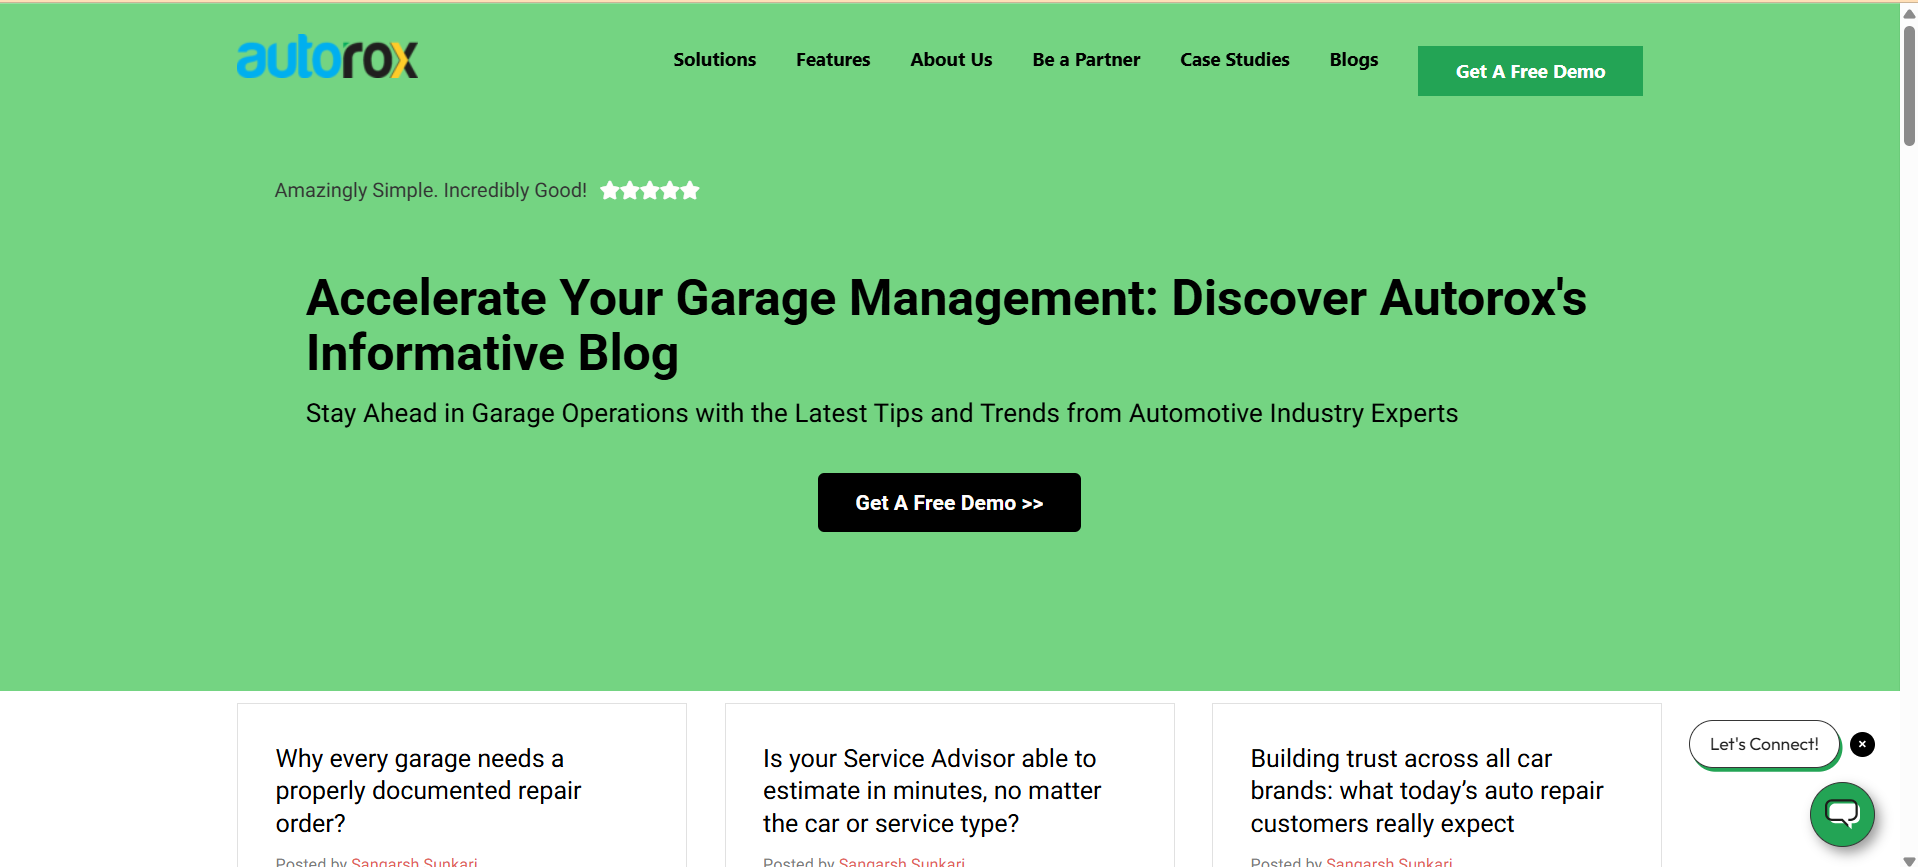 autorox
Solutions
Features
About Us
Be a Partner
Case Studies
Blogs
Get A Free Demo
Amazingly Simple. Incredibly Good!
Accelerate Your Garage Management: Discover Autorox's
Informative Blog
Stay Ahead in Garage Operations with the Latest Tips and Trends from Automotive Industry Experts
Get A Free Demo >>
Why every garage needs a
properly documented repair
order?
Posted by Sangarsh Sunkari
Is your Service Advisor able to
estimate in minutes, no matter
the car or service type?
Posted by Sangarsh Sunkari
Building trust across all car
brands: what today’s auto repair
customers really expect
Posted by Sangarsh Sunkari
Let's Connect!